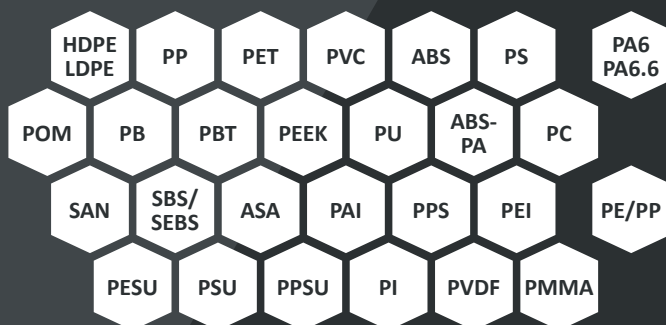 HDPE
LDPE
PP
PET
PVC
ABS
PS
PA6
PA6.6
POM
PB
PBT
PEEK
PU
ABS-
PA
PC
SAN
SBS/
SEBS
ASA
PAI
PPS
PEI
PE/PP
PESU
PSU
PPSU
PI
PVDF
PMMA